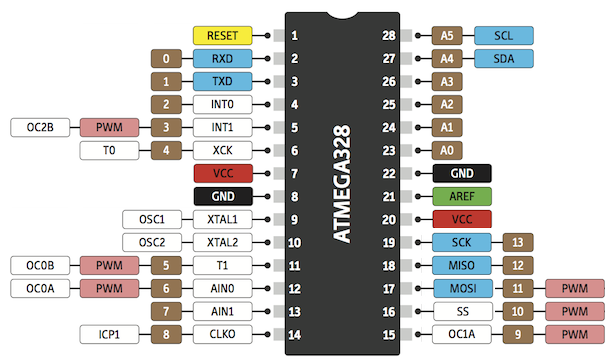 RESET 1 28 A5 SCL
0 RXD 2 27 A4 SDA
1 TXD 3 26 A3
2 INT0 4 25 A2
OC2B PWM 3 INT1 5 24 A1
T0 4 XCK 6 23 A0
VCC 7 22 GND
GND 8 21 AREF
OSC1 XTAL1 9 20 VCC
OSC2 XTAL2 10 19 SCK 13
OC0B PWM 5 T1 11 18 MISO 12
OC0A PWM 6 AIN0 12 17 MOSI 11 PWM
7 AIN1 13 16 SS 10 PWM
ICP1 8 CLKO 14 15 OC1A 9 PWM
ATMEGA328